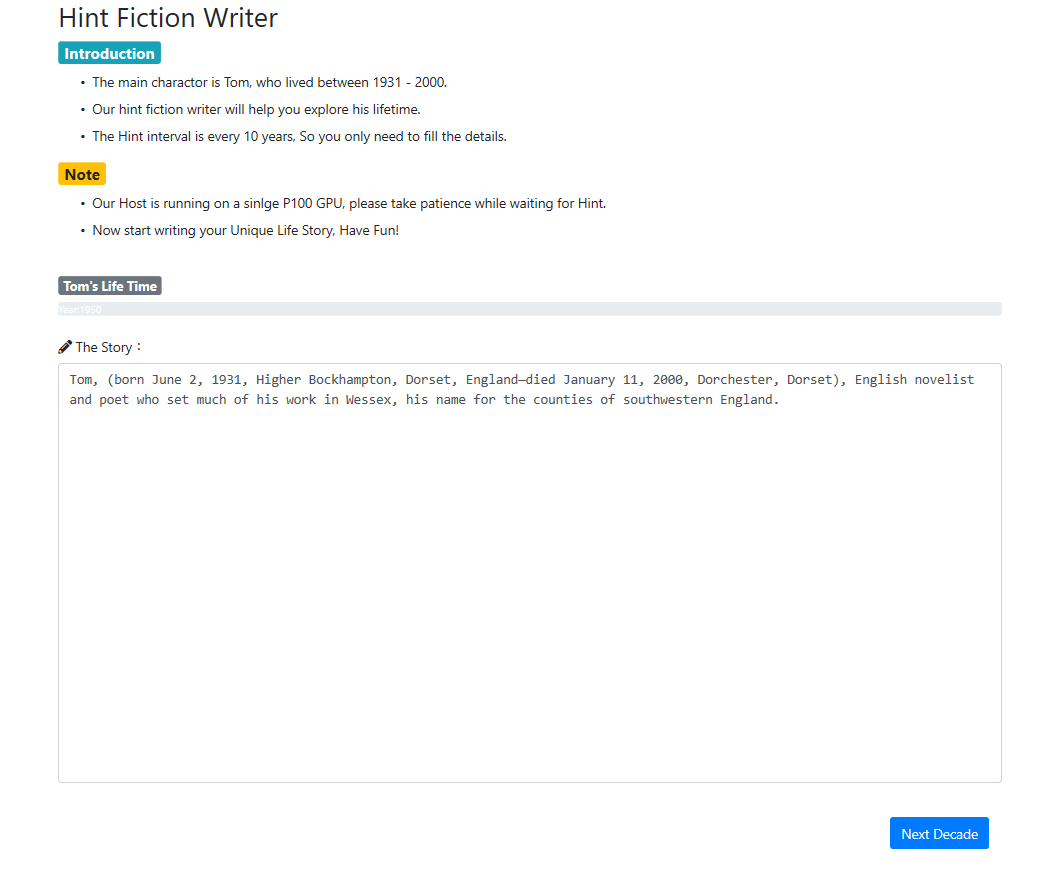 Hint Fiction Writer
Introduction
• The main charactor is Tom, who lived between 1931 - 2000.
• Our hint fiction writer will help you explore his lifetime.
• The Hint interval is every 10 years, So you only need to fill the details.
Note
• Our Host is running on a sinlge P100 GPU, please take patience while waiting for Hint.
• Now start writing your Unique Life Story, Have Fun!
Tom's Life Time
Year:1950
The Story：
Tom, (born June 2, 1931, Higher Bockhampton, Dorset, England—died January 11, 2000, Dorchester, Dorset), English novelist
and poet who set much of his work in Wessex, his name for the counties of southwestern England.
Next Decade